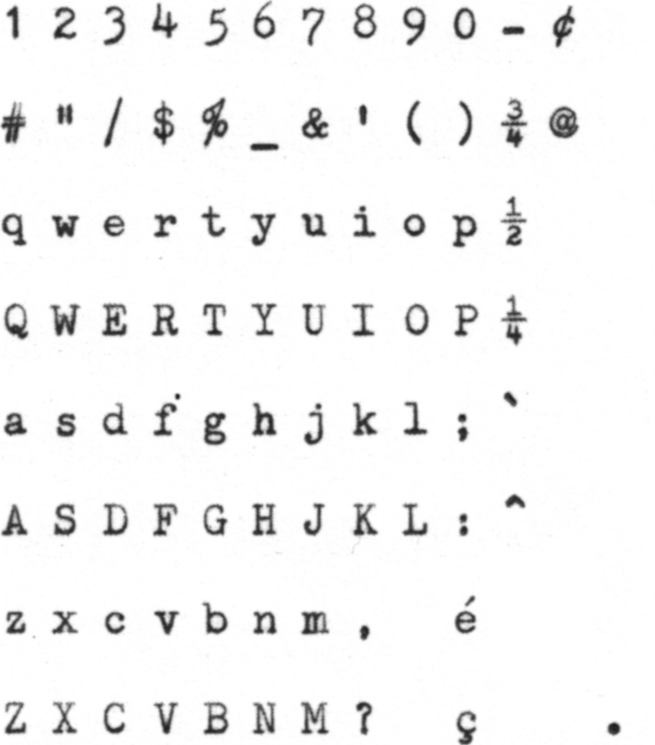 1 2 3 4 5 6 7 8 9 0 - ¢
# " / $ % _ & ' ( ) ¾ @
q w e r t y u i o p ½
Q W E R T Y U I O P ¼
a s d f g h j k l ; `
A S D F G H J K L : ^
z x c v b n m , é
Z X C V B N M ? ç .